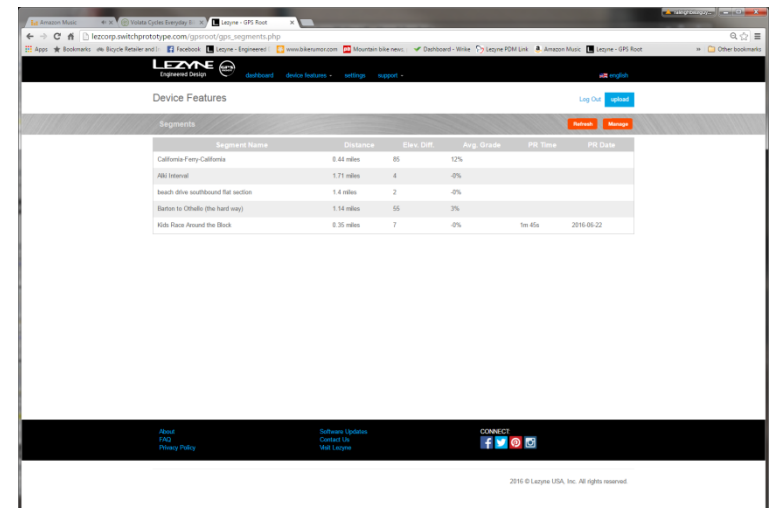 Amazon Music
Volata Cycles Everyday Bi
Lezyne - GPS Root
lezcorp.switchprototype.com/gpsroot/gps_segments.php
Apps Bookmarks Bicycle Retailer and In Facebook Lezyne - Engineered www.bikerumor.com Mountain bike news Dashboard - Wrike Lezyne PDM Link Amazon Music Lezyne - GPS Root » Other bookmarks
LEZYNE GPS
Engineered Design
dashboard device features settings support english
Device Features Log Out upload
Segments Refresh Manage
Segment Name Distance Elev. Diff. Avg. Grade PR Time PR Date
California-Ferry-California 0.44 miles 85 12%
Alki Interval 1.71 miles 4 -0%
beach drive southbound flat section 1.4 miles 2 -0%
Barton to Othello (the hard way) 1.14 miles 55 3%
Kids Race Around the Block 0.35 miles 7 -0% 1m 45s 2016-06-22
About Software Updates CONNECT
FAQ Contact Us
Privacy Policy Visit Lezyne
2016 © Lezyne USA, Inc. All rights reserved